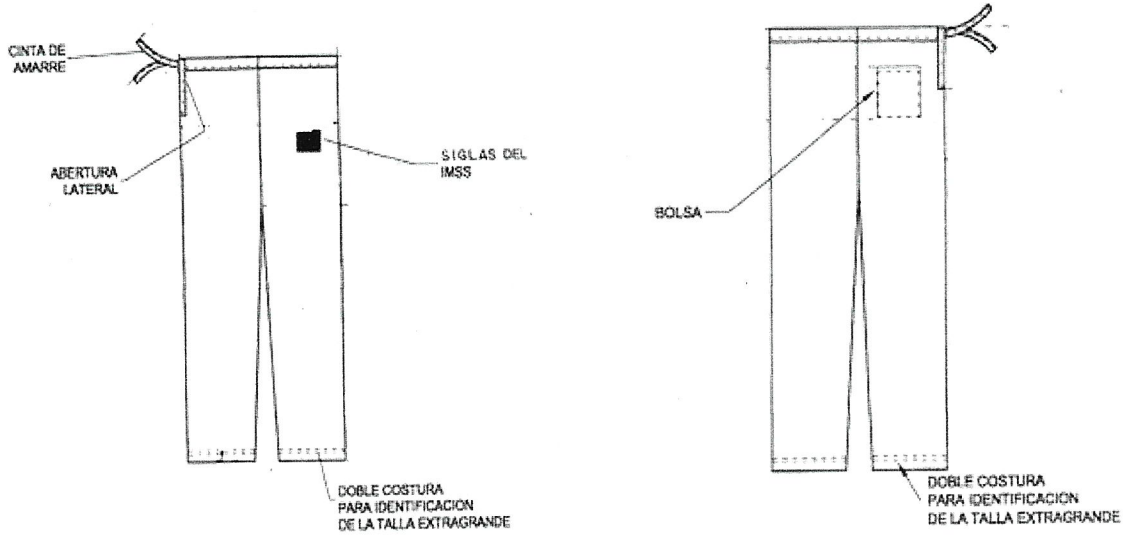 CINTA DE
AMARRE
ABERTURA
LATERAL
SIGLAS DEL
IMSS
DOBLE COSTURA
PARA IDENTIFICACION
DE LA TALLA EXTRAGRANDE
BOLSA
DOBLE COSTURA
PARA IDENTIFICACION
DE LA TALLA EXTRAGRANDE